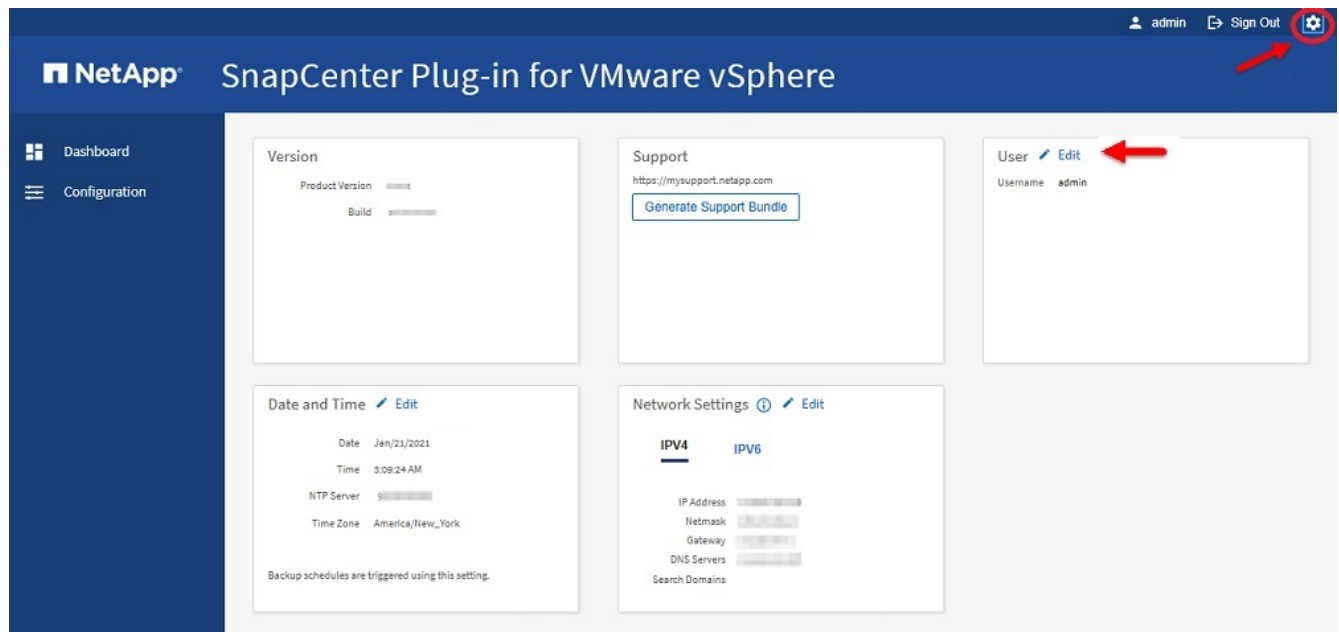 admin Sign Out
NetApp® SnapCenter Plug-in for VMware vSphere
Dashboard
Configuration
Version
Product Version
Build
Support
https://mysupport.netapp.com
Generate Support Bundle
User Edit
Username admin
Date and Time Edit
Date Jan/21/2021
Time 3:09:24 AM
NTP Server
Time Zone America/New_York
Backup schedules are triggered using this setting.
Network Settings Edit
IPV4 IPV6
IP Address
Netmask
Gateway
DNS Servers
Search Domains